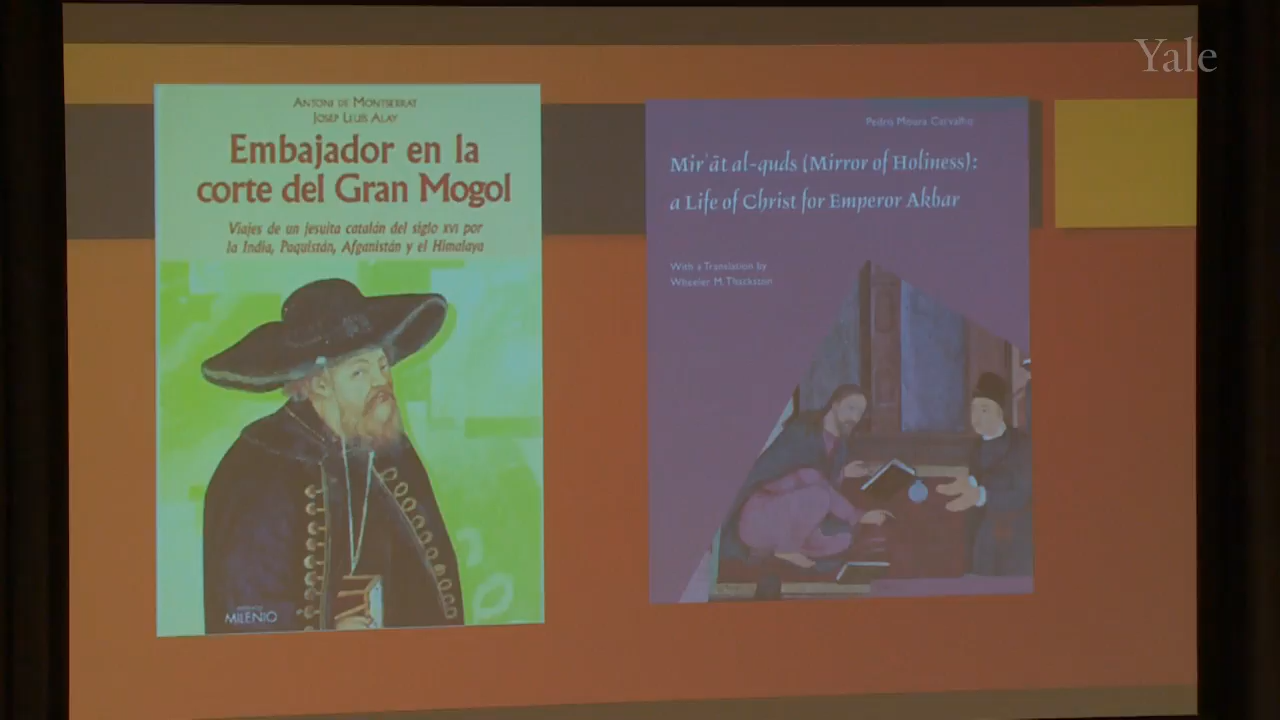 Yale
ANTONI DE MONTSERRAT
JOSEP LLUÍS ALAY
Embajador en la
corte del Gran Mogol
Viajes de un jesuita catalán del siglo XVI por
la India, Paquistán, Afganistán y el Himalaya
MILENIO
Pedro Moura Carvalho
Mirʾāt al-quds (Mirror of Holiness):
a Life of Christ for Emperor Akbar
With a Translation by
Wheeler M. Thackston